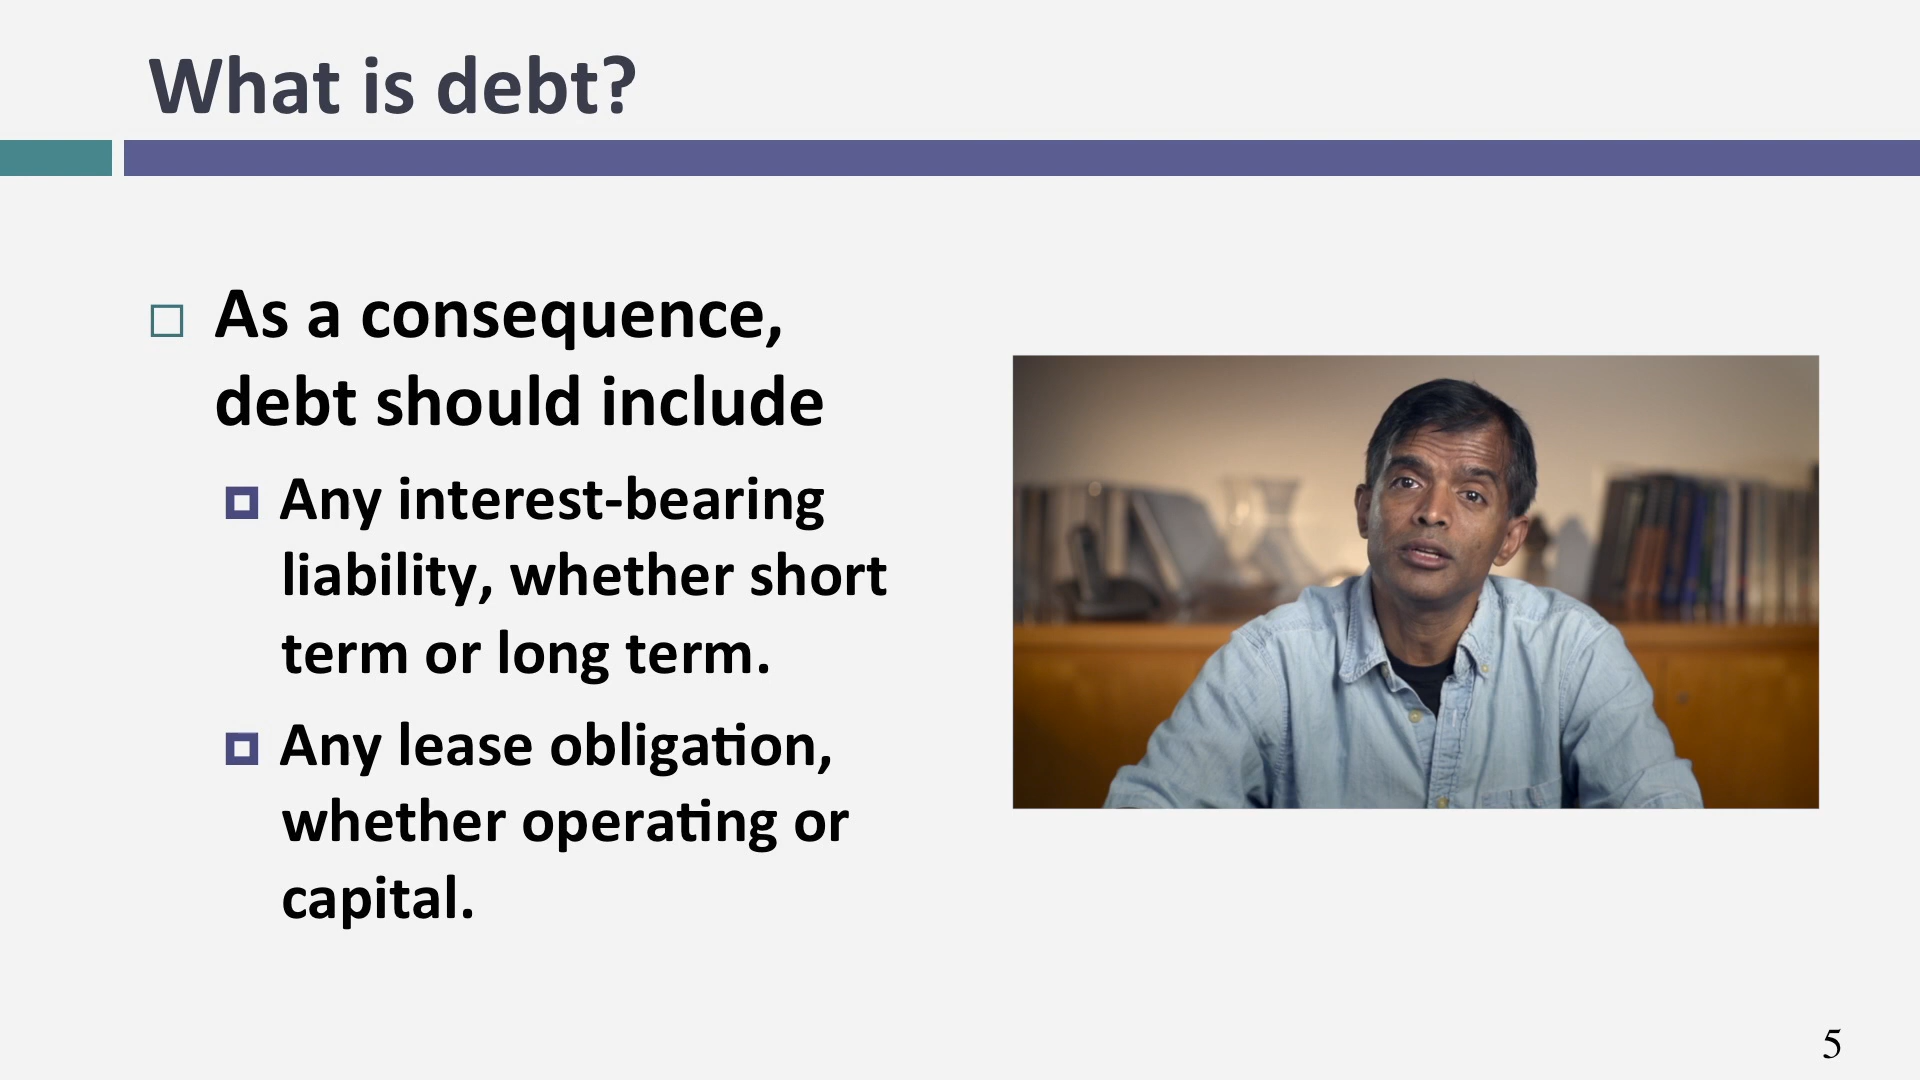 What is debt?
As a consequence,
debt should include
Any interest-bearing
liability, whether short
term or long term.
Any lease obligation,
whether operating or
capital.
5